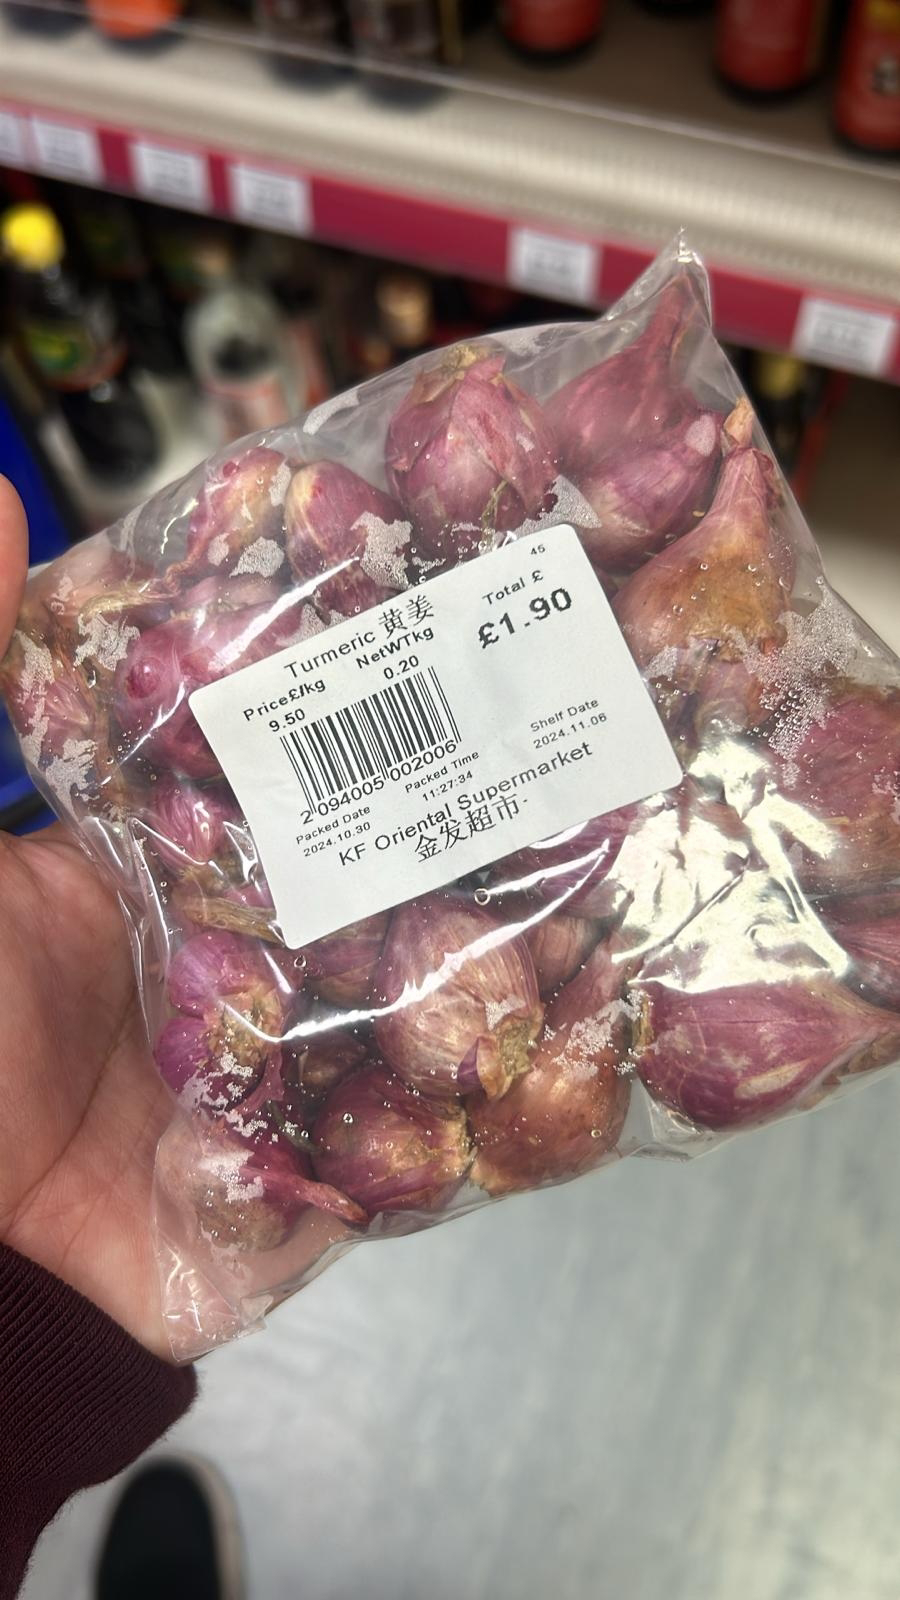 45
Turmeric 黄姜
Total £
£1.90
Price£/kg NetWTkg
9.50 0.20
2 094005 002006
Packed Date
2024.10.30
Packed Time
11:27:34
Shelf Date
2024.11.08
KF Oriental Supermarket
金发超市